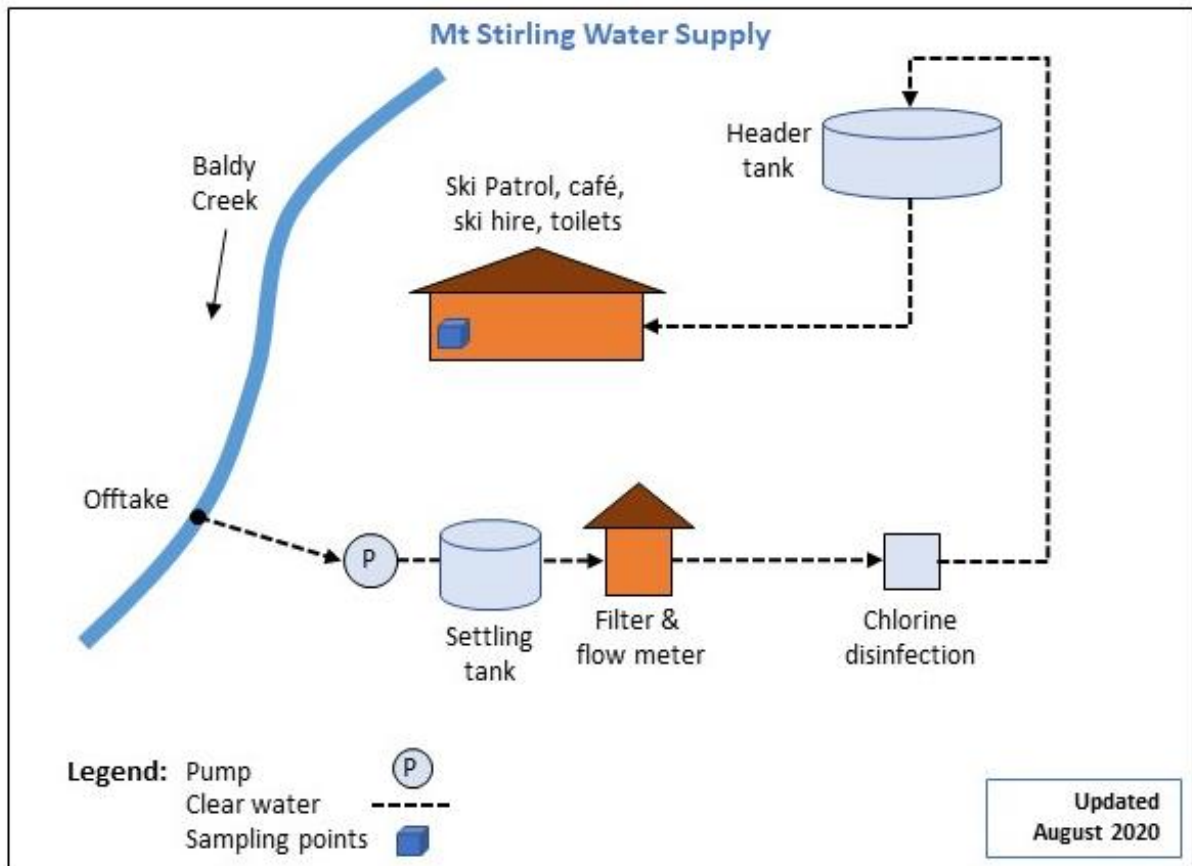 Mt Stirling Water Supply
Baldy
Creek
Ski Patrol, café,
ski hire, toilets
Header
tank
Offtake
P
Settling
tank
Filter &
flow meter
Chlorine
disinfection
Legend: Pump P
Clear water
Sampling points
Updated
August 2020